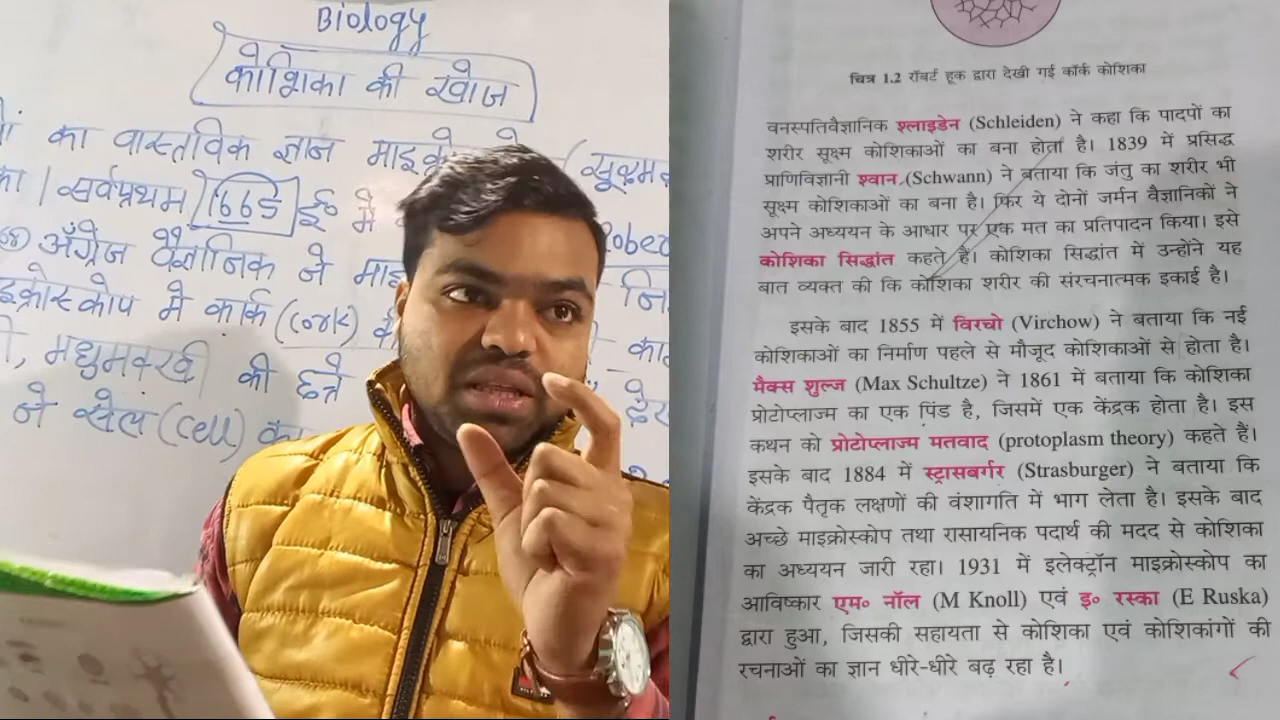 Biology
कोशिका की खोज
का वास्तविक ज्ञान
सर्वप्रथम 1665 ई० में
अँग्रेज वैज्ञानिक ने
में कार्क (Cork)
मधुमक्खी की छत्ते
ने सेल (cell) का
चित्र 1.2 रॉबर्ट हूक द्वारा देखी गई कॉर्क कोशिका
वनस्पतिवैज्ञानिक श्लाइडेन (Schleiden) ने कहा कि पादपों का
शरीर सूक्ष्म कोशिकाओं का बना होता है। 1839 में प्रसिद्ध
प्राणिविज्ञानी श्वान (Schwann) ने बताया कि जंतु का शरीर भी
सूक्ष्म कोशिकाओं का बना है। फिर ये दोनों जर्मन वैज्ञानिकों ने
अपने अध्ययन के आधार पर एक मत का प्रतिपादन किया। इसे
कोशिका सिद्धांत कहते हैं। कोशिका सिद्धांत में उन्होंने यह
बात व्यक्त की कि कोशिका शरीर की संरचनात्मक इकाई है।
इसके बाद 1855 में विरचो (Virchow) ने बताया कि नई
कोशिकाओं का निर्माण पहले से मौजूद कोशिकाओं से होता है।
मैक्स शुल्ज (Max Schultze) ने 1861 में बताया कि कोशिका
प्रोटोप्लाज्म का एक पिंड है, जिसमें एक केंद्रक होता है। इस
कथन को प्रोटोप्लाज्म मतवाद (protoplasm theory) कहते हैं।
इसके बाद 1884 में स्ट्रासबर्गर (Strasburger) ने बताया कि
केंद्रक पैतृक लक्षणों की वंशागति में भाग लेता है। इसके बाद
अच्छे माइक्रोस्कोप तथा रासायनिक पदार्थ की मदद से कोशिका
का अध्ययन जारी रहा। 1931 में इलेक्ट्रॉन माइक्रोस्कोप का
आविष्कार एम० नॉल (M Knoll) एवं इ० रस्का (E Ruska)
द्वारा हुआ, जिसकी सहायता से कोशिका एवं कोशिकांगों की
रचनाओं का ज्ञान धीरे-धीरे बढ़ रहा है।